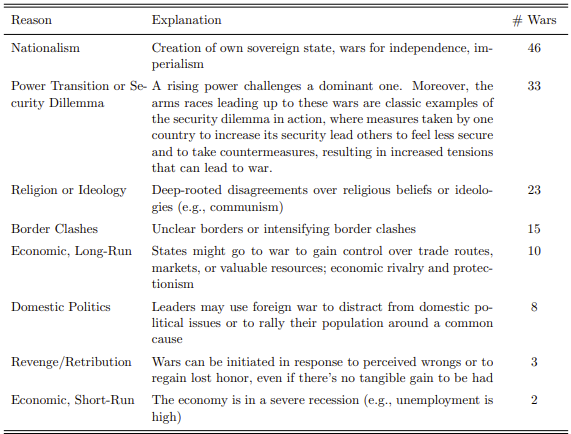 Reason Explanation # Wars
Nationalism Creation of own sovereign state, wars for independence, im- 46
perialism
Power Transition or Se- A rising power challenges a dominant one. Moreover, the 33
curity Dillemma arms races leading up to these wars are classic examples of
the security dilemma in action, where measures taken by one
country to increase its security lead others to feel less secure
and to take countermeasures, resulting in increased tensions
that can lead to war.
Religion or Ideology Deep-rooted disagreements over religious beliefs or ideolo- 23
gies (e.g., communism)
Border Clashes Unclear borders or intensifying border clashes 15
Economic, Long-Run States might go to war to gain control over trade routes, 10
markets, or valuable resources; economic rivalry and protec-
tionism
Domestic Politics Leaders may use foreign war to distract from domestic po- 8
litical issues or to rally their population around a common
cause
Revenge/Retribution Wars can be initiated in response to perceived wrongs or to 3
regain lost honor, even if there's no tangible gain to be had
Economic, Short-Run The economy is in a severe recession (e.g., unemployment is 2
high)